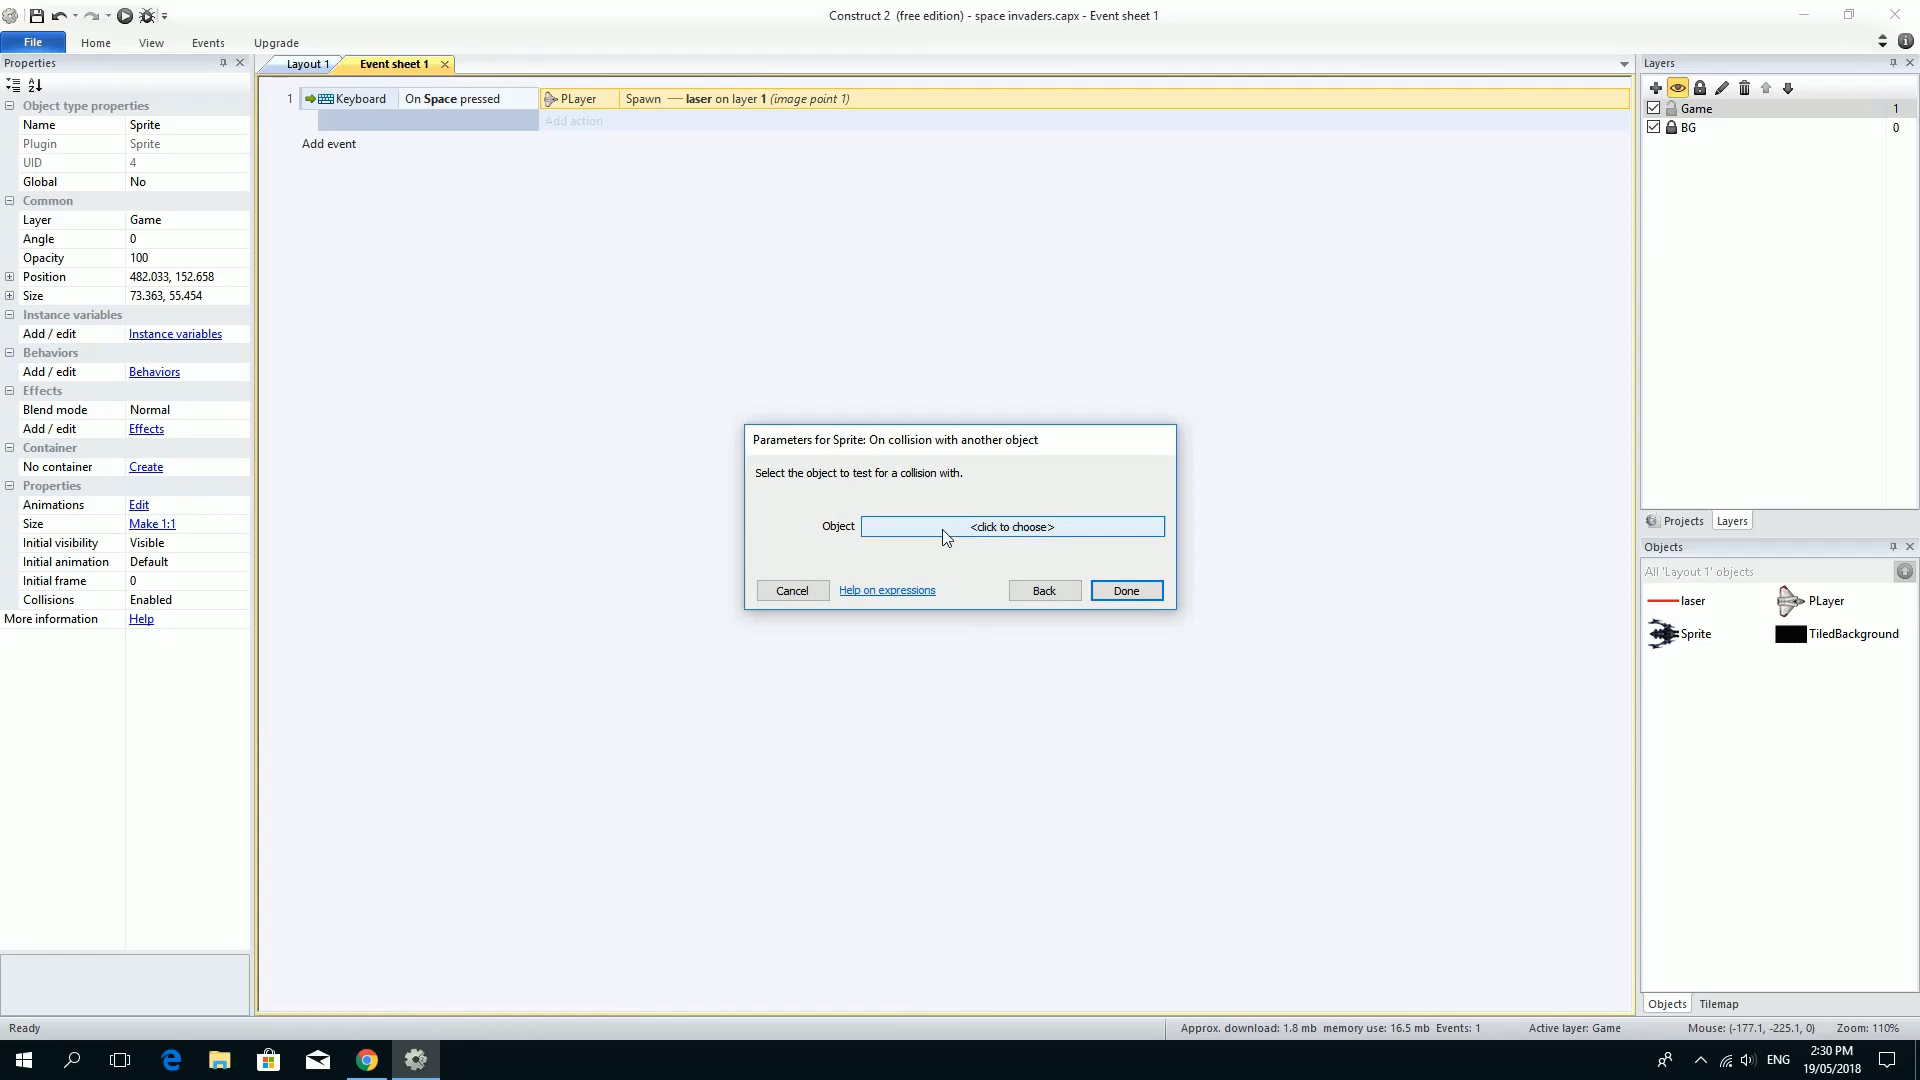 Construct 2 (free edition) - space invaders.capx - Event sheet 1
File
Home
View
Events
Upgrade
Properties
Object type properties
Name Sprite
Plugin Sprite
UID 4
Global No
Common
Layer Game
Angle 0
Opacity 100
Position 482.033, 152.658
Size 73.363, 55.454
Instance variables
Add / edit Instance variables
Behaviors
Add / edit Behaviors
Effects
Blend mode Normal
Add / edit Effects
Container
No container Create
Properties
Animations Edit
Size Make 1:1
Initial visibility Visible
Initial animation Default
Initial frame 0
Collisions Enabled
More information Help
Layout 1
Event sheet 1
1 Keyboard On Space pressed PLayer Spawn laser on layer 1 (image point 1)
Add action
Add event
Parameters for Sprite: On collision with another object
Select the object to test for a collision with.
Object <click to choose>
Cancel Help on expressions Back Done
Layers
Game 1
BG 0
Projects Layers
Objects
All 'Layout 1' objects
laser PLayer
Sprite TiledBackground
Objects Tilemap
Ready
Approx. download: 1.8 mb memory use: 16.5 mb Events: 1 Active layer: Game Mouse: (-177.1, -225.1, 0) Zoom: 110%
ENG
2:30 PM
19/05/2018